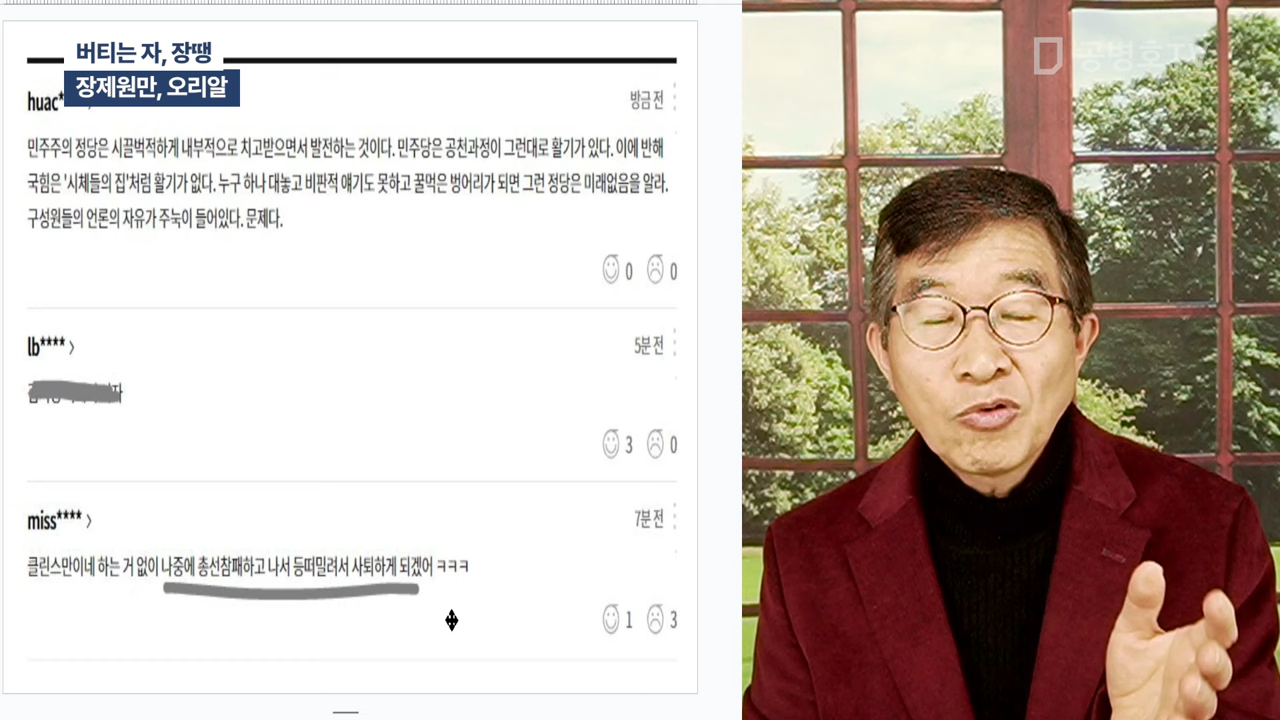 버티는 자, 장땡
장제원만, 오리알
공병호TV
huac*
방금 전
민주주의 정당은 시끌벅적하게 내부적으로 치고받으면서 발전하는 것이다. 민주당은 공천과정이 그런대로 활기가 있다. 이에 반해
국힘은 '시체들의 집'처럼 활기가 없다. 누구 하나 대놓고 비판적 얘기도 못하고 꿀먹은 벙어리가 되면 그런 정당은 미래없음을 알라.
구성원들의 언론의 자유가 주눅이 들어있다. 문제다.
0 0
lb**** >
5분 전
3 0
miss**** >
7분 전
클린스만이네 하는 거 없이 나중에 총선참패하고 나서 등떠밀려서 사퇴하게 되겠어 ㅋㅋㅋ
1 3